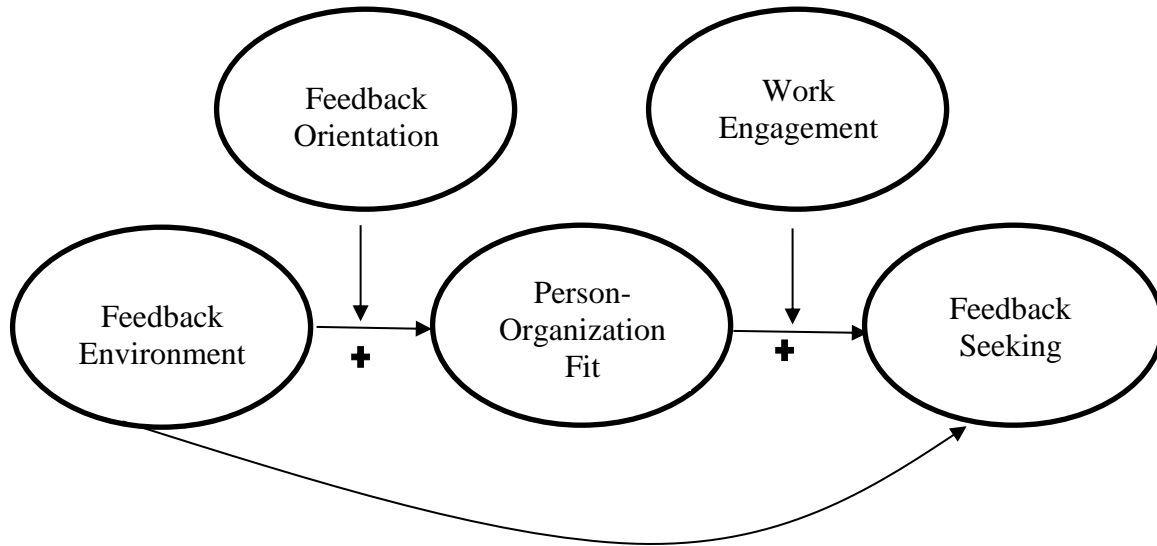 Feedback
Orientation
Work
Engagement
Feedback
Environment
+
Person-
Organization
Fit
+
Feedback
Seeking